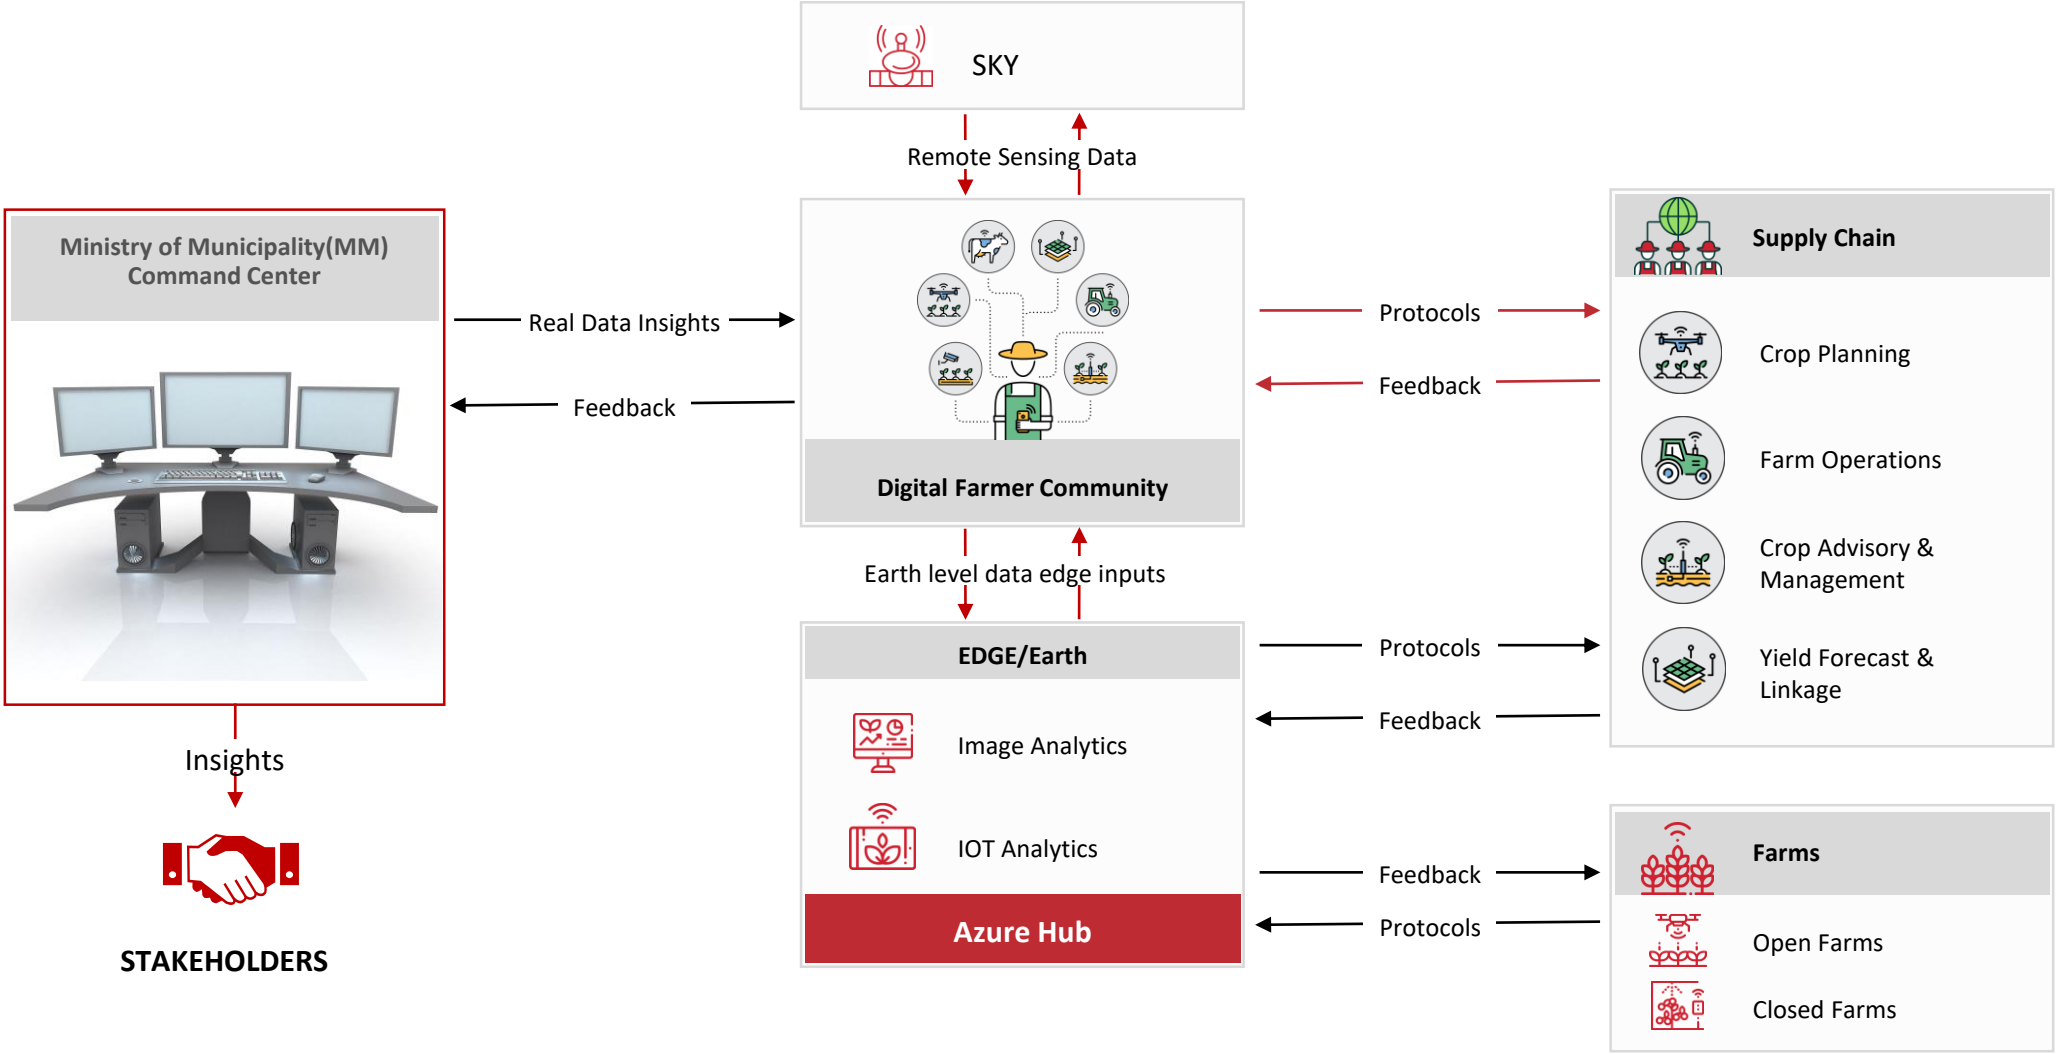 SKY
Remote Sensing Data
Ministry of Municipality(MM)
Command Center
Real Data Insights
Feedback
Insights
STAKEHOLDERS
Digital Farmer Community
Earth level data edge inputs
EDGE/Earth
Image Analytics
IOT Analytics
Azure Hub
Protocols
Feedback
Protocols
Feedback
Feedback
Protocols
Supply Chain
Crop Planning
Farm Operations
Crop Advisory &
Management
Yield Forecast &
Linkage
Farms
Open Farms
Closed Farms